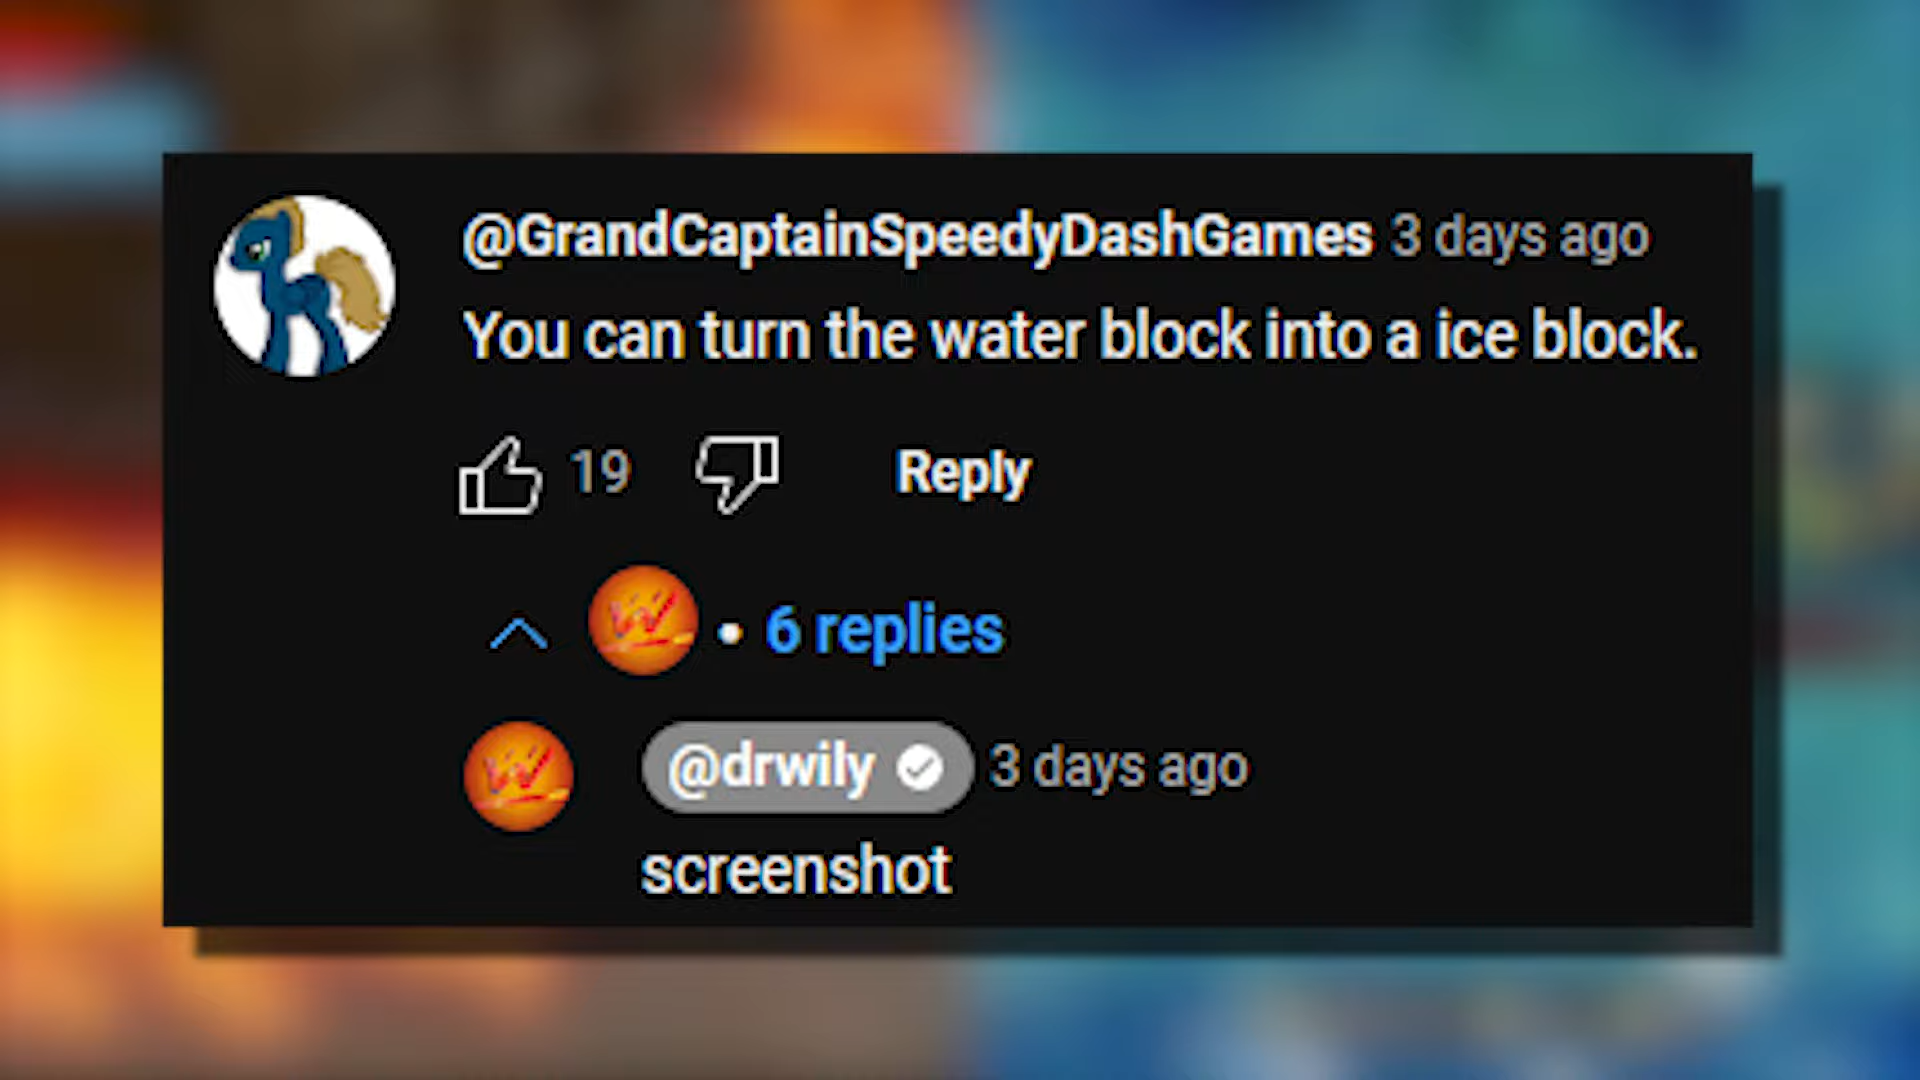 @GrandCaptainSpeedyDashGames 3 days ago
You can turn the water block into a ice block.
19 Reply
• 6 replies
@drwily 3 days ago
screenshot